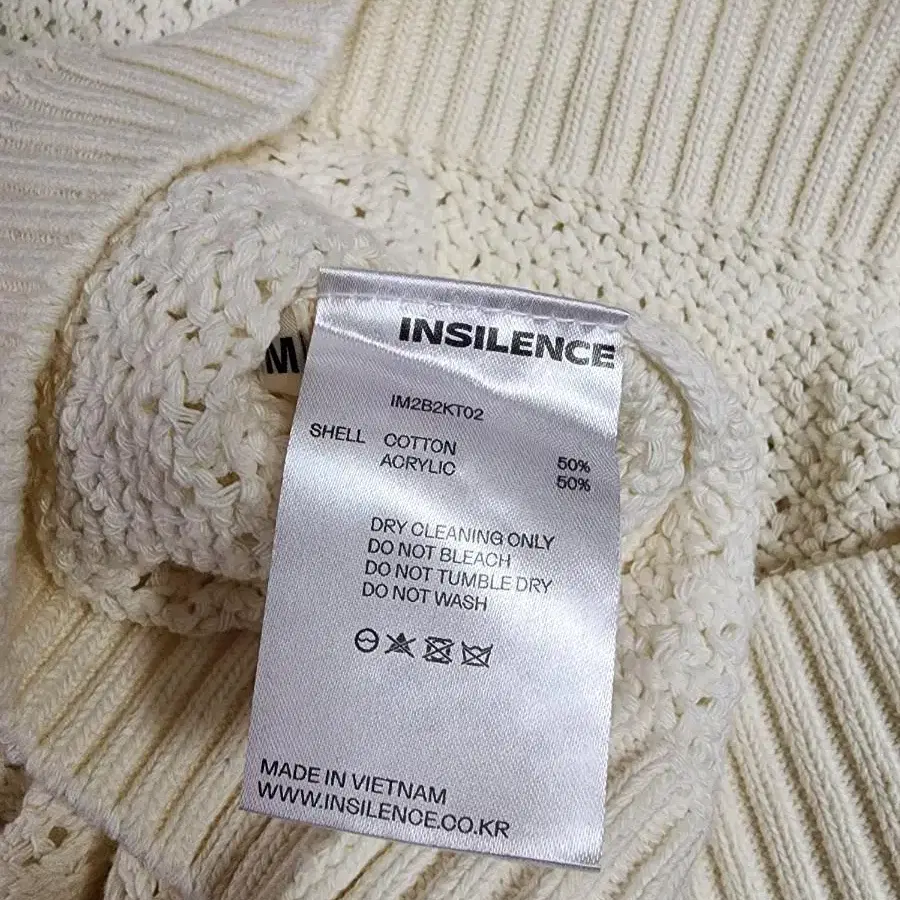 INSILENCE
M
IM2B2KT02
SHELL COTTON 50%
ACRYLIC 50%
DRY CLEANING ONLY
DO NOT BLEACH
DO NOT TUMBLE DRY
DO NOT WASH
MADE IN VIETNAM
WWW.INSILENCE.CO.KR